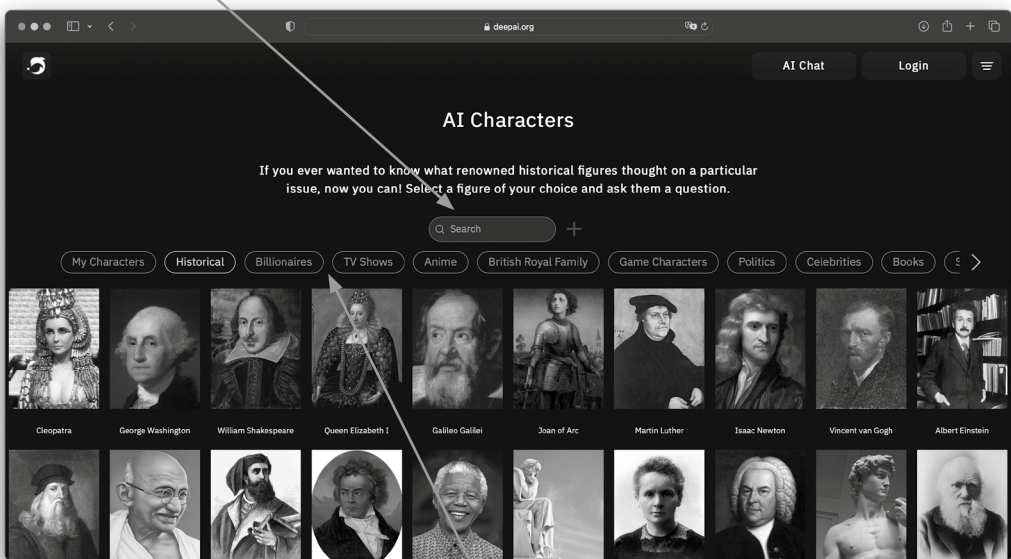 deepai.org
AI Chat
Login
AI Characters
If you ever wanted to know what renowned historical figures thought on a particular
issue, now you can! Select a figure of your choice and ask them a question.
Search
My Characters
Historical
Billionaires
TV Shows
Anime
British Royal Family
Game Characters
Politics
Celebrities
Books
S
Cleopatra
George Washington
William Shakespeare
Queen Elizabeth I
Galileo Galilei
Joan of Arc
Martin Luther
Isaac Newton
Vincent van Gogh
Albert Einstein